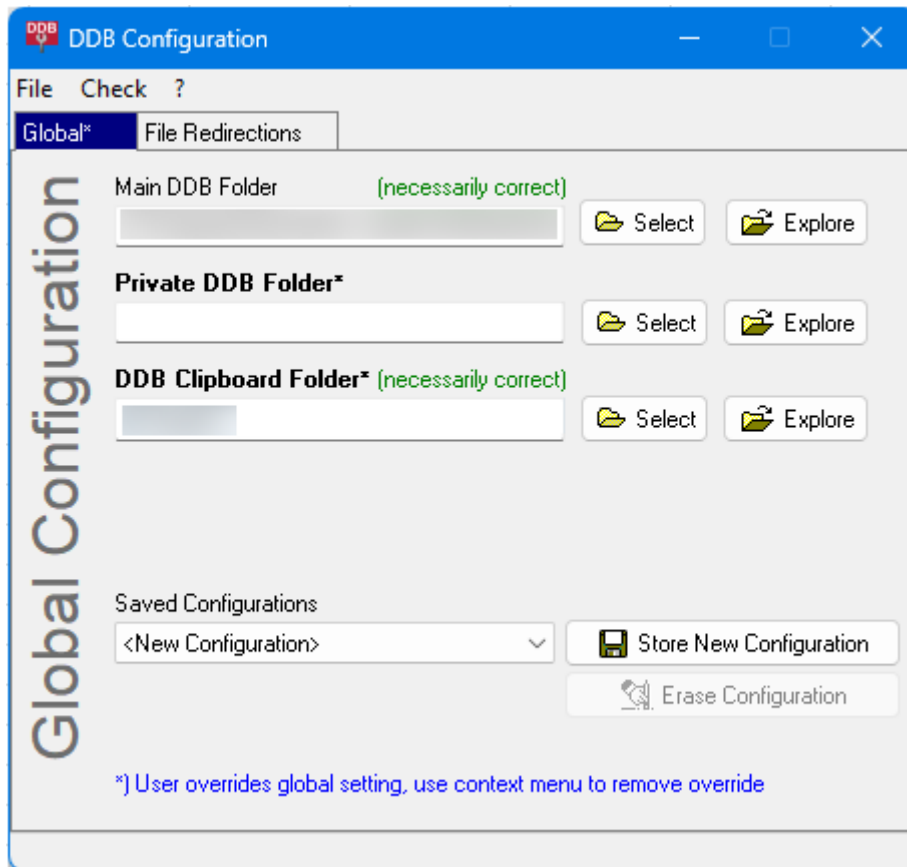 DDB
DDB Configuration
File Check ?
Global* File Redirections
Global Configuration
Main DDB Folder (necessarily correct)
Select Explore
Private DDB Folder*
Select Explore
DDB Clipboard Folder* (necessarily correct)
Select Explore
Saved Configurations
<New Configuration> Store New Configuration
Erase Configuration
*) User overrides global setting, use context menu to remove override